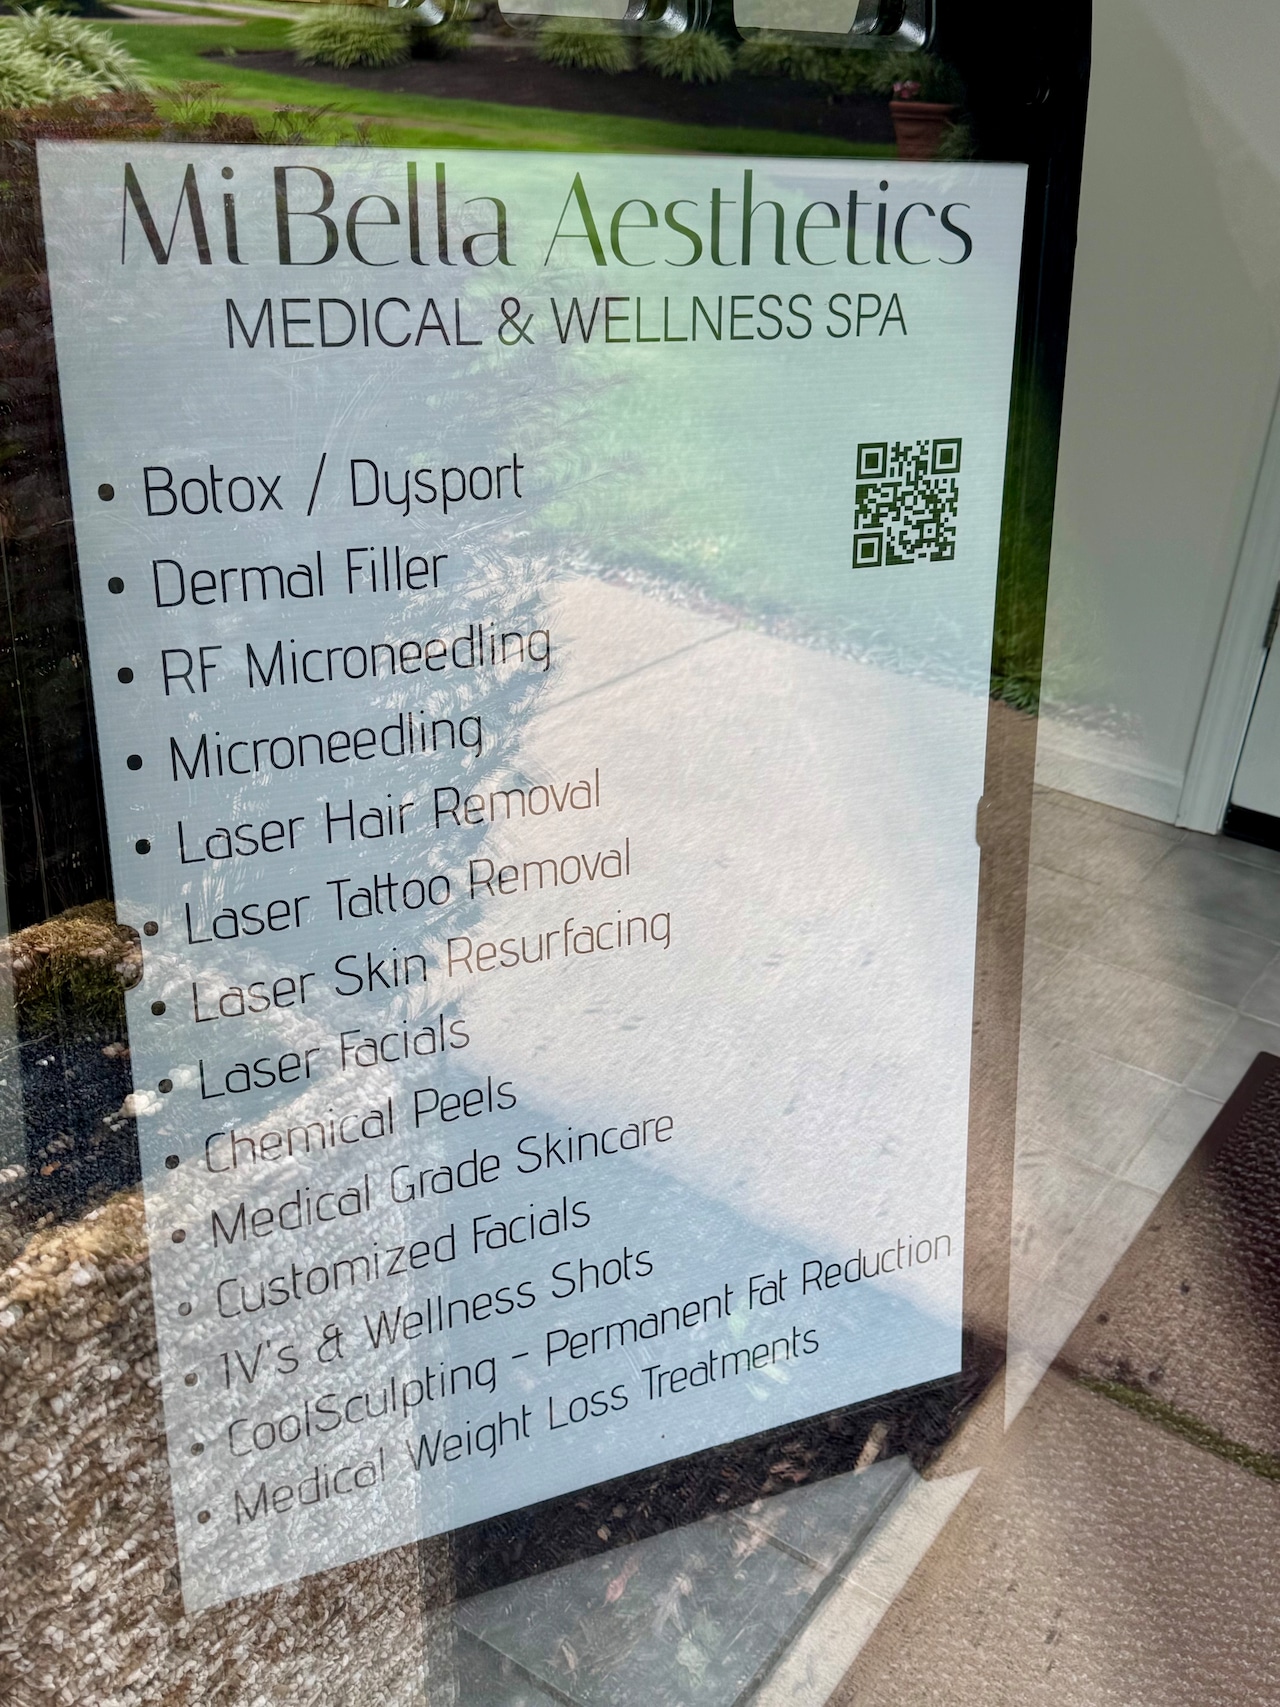 Mi Bella Aesthetics
MEDICAL & WELLNESS SPA
• Botox / Dysport
• Dermal Filler
• RF Microneedling
• Microneedling
• Laser Hair Removal
• Laser Tattoo Removal
• Laser Skin Resurfacing
• Laser Facials
• Chemical Peels
• Medical Grade Skincare
• Customized Facials
• IV's & Wellness Shots
• CoolSculpting - Permanent Fat Reduction
• Medical Weight Loss Treatments